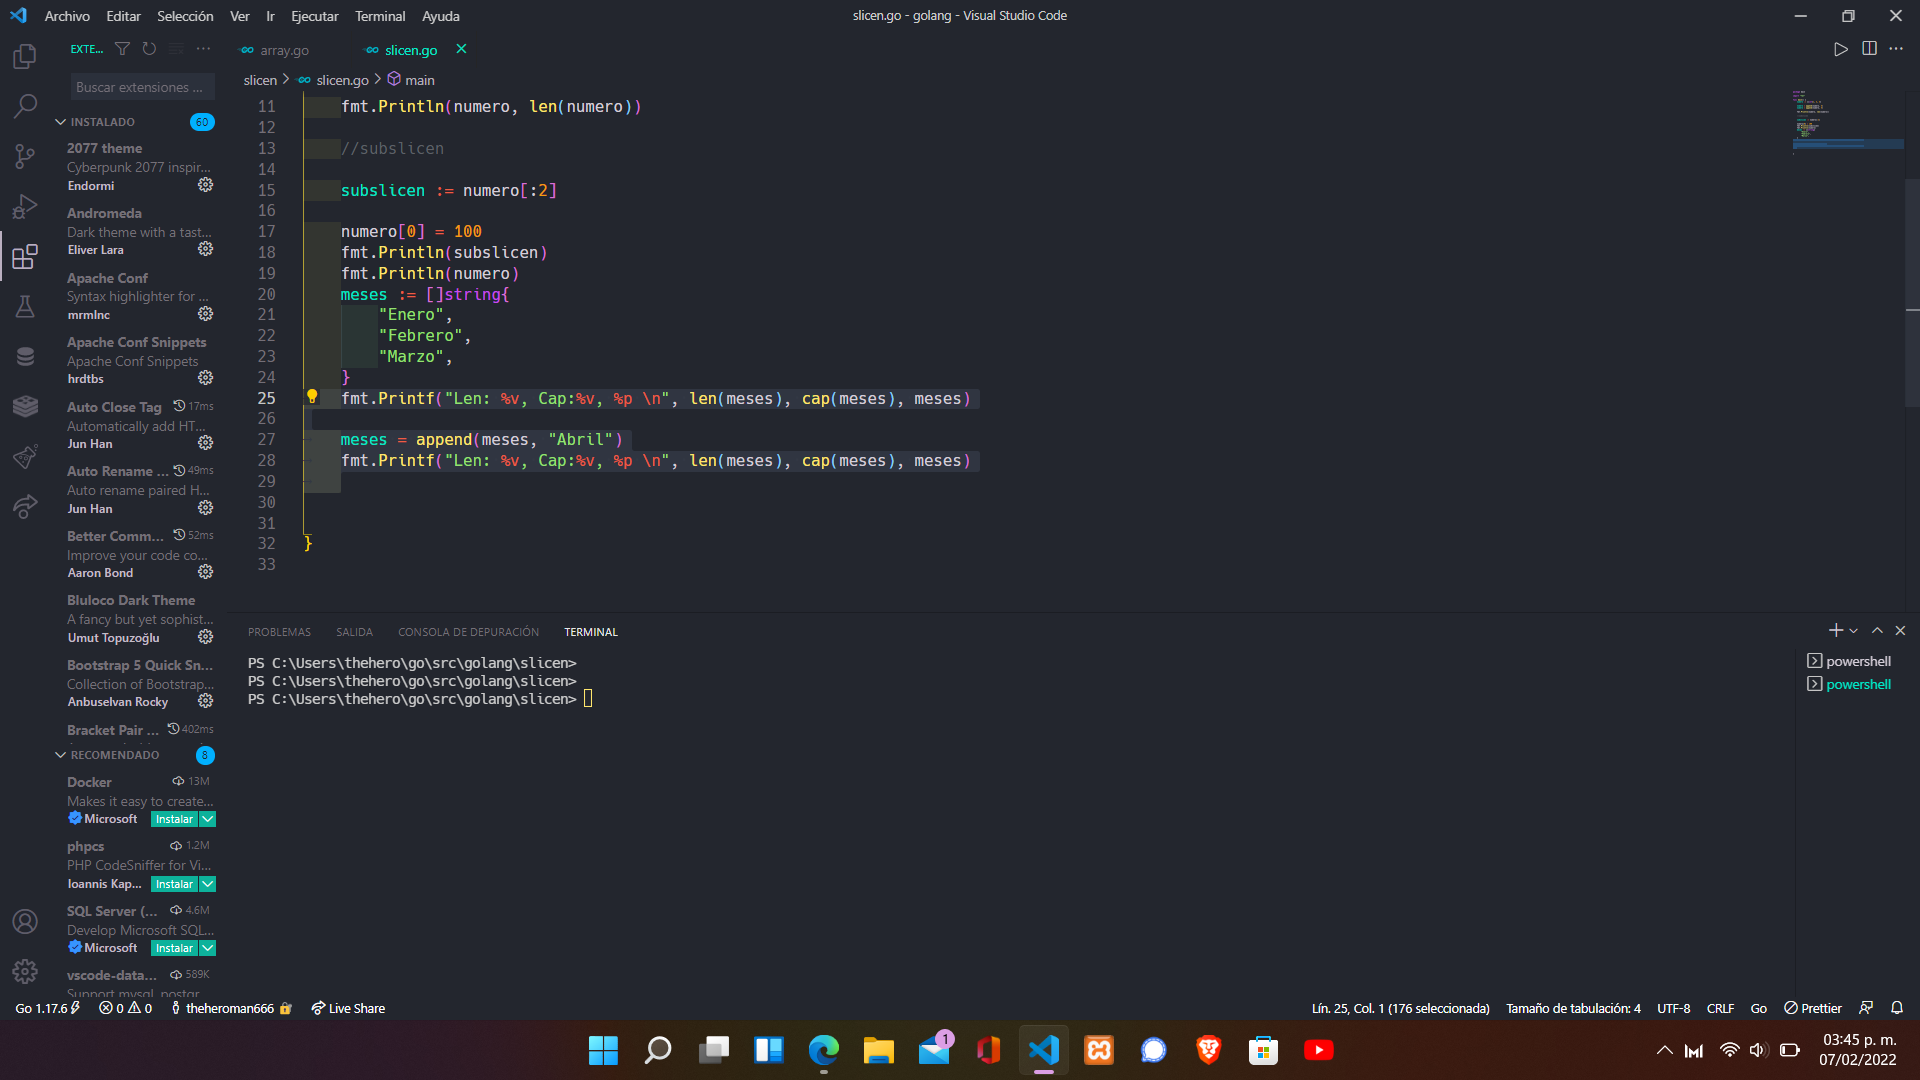 Archivo Editar Selección Ver Ir Ejecutar Terminal Ayuda
slicen.go - golang - Visual Studio Code
EXTE...
array.go
slicen.go
Buscar extensiones ...
slicen > slicen.go > main
INSTALADO 60
2077 theme
Cyberpunk 2077 inspir...
Endormi
Andromeda
Dark theme with a tast...
Eliver Lara
Apache Conf
Syntax highlighter for ...
mrmlnc
Apache Conf Snippets
Apache Conf Snippets
hrdtbs
Auto Close Tag 17ms
Automatically add HT...
Jun Han
Auto Rename ... 49ms
Auto rename paired H...
Jun Han
Better Comm... 52ms
Improve your code co...
Aaron Bond
Bluloco Dark Theme
A fancy but yet sophist...
Umut Topuzoğlu
Bootstrap 5 Quick Sn...
Collection of Bootstrap...
Anbuselvan Rocky
Bracket Pair ... 402ms
RECOMENDADO 8
Docker 13M
Makes it easy to create...
Microsoft Instalar
phpcs 1.2M
PHP CodeSniffer for Vi...
Ioannis Kap... Instalar
SQL Server (... 4.6M
Develop Microsoft SQL...
Microsoft Instalar
vscode-data... 589K
Support mysql, postgr...
11 fmt.Println(numero, len(numero))
12
13 //subslicen
14
15 subslicen := numero[:2]
16
17 numero[0] = 100
18 fmt.Println(subslicen)
19 fmt.Println(numero)
20 meses := []string{
21 "Enero",
22 "Febrero",
23 "Marzo",
24 }
25 fmt.Printf("Len: %v, Cap:%v, %p \n", len(meses), cap(meses), meses)
26
27 meses = append(meses, "Abril")
28 fmt.Printf("Len: %v, Cap:%v, %p \n", len(meses), cap(meses), meses)
29
30
31
32 }
33
PROBLEMAS SALIDA CONSOLA DE DEPURACIÓN TERMINAL
PS C:\Users\thehero\go\src\golang\slicen>
PS C:\Users\thehero\go\src\golang\slicen>
PS C:\Users\thehero\go\src\golang\slicen>
powershell
powershell
Go 1.17.6 0 0 theheroman666 Live Share
Lín. 25, Col. 1 (176 seleccionada) Tamaño de tabulación: 4 UTF-8 CRLF Go Prettier
1
03:45 p. m.
07/02/2022